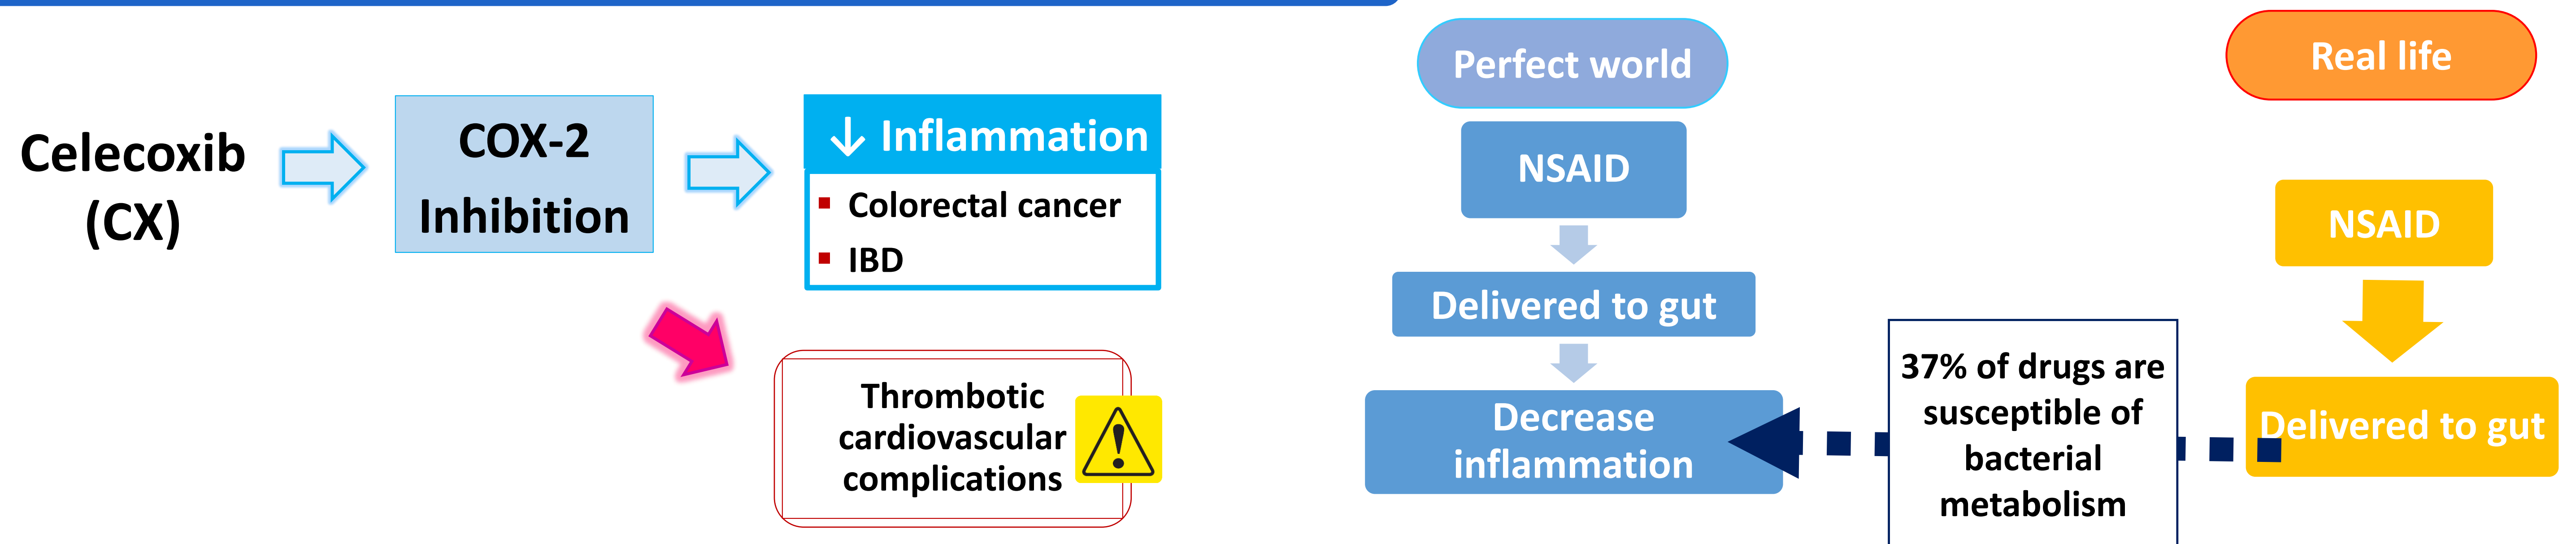 Celecoxib
(CX)
COX-2
Inhibition
↓ Inflammation
▪ Colorectal cancer
▪ IBD
Thrombotic
cardiovascular
complications
Perfect world
NSAID
Delivered to gut
Decrease
inflammation
37% of drugs are
susceptible of
bacterial
metabolism
Real life
NSAID
Delivered to gut